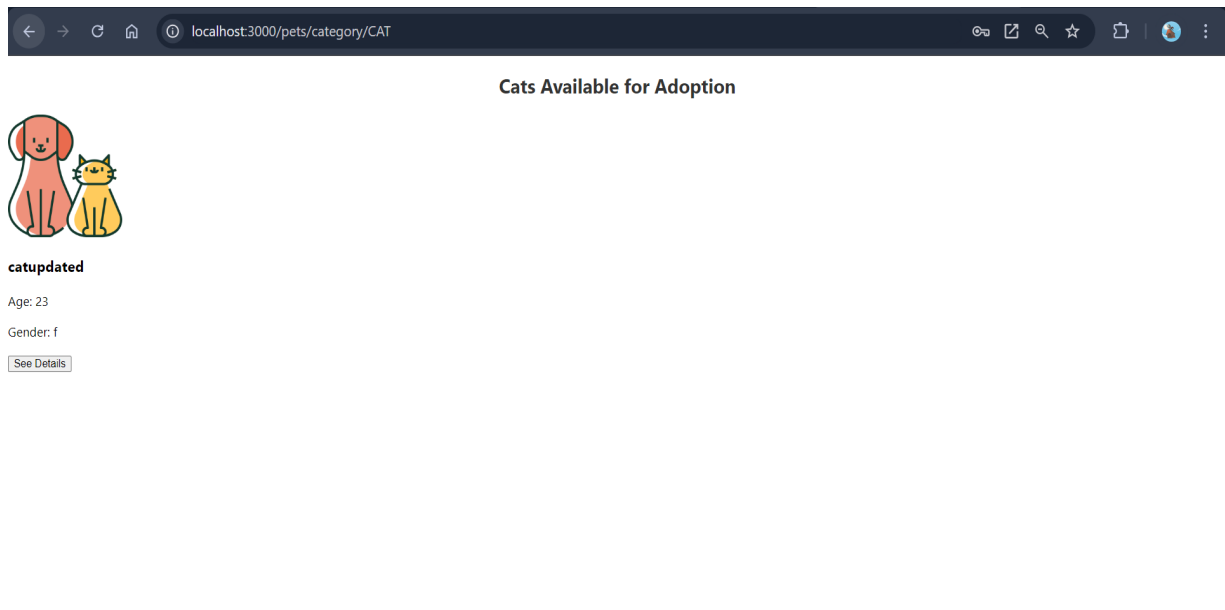 localhost:3000/pets/category/CAT
Cats Available for Adoption
catupdated
Age: 23
Gender: f
See Details